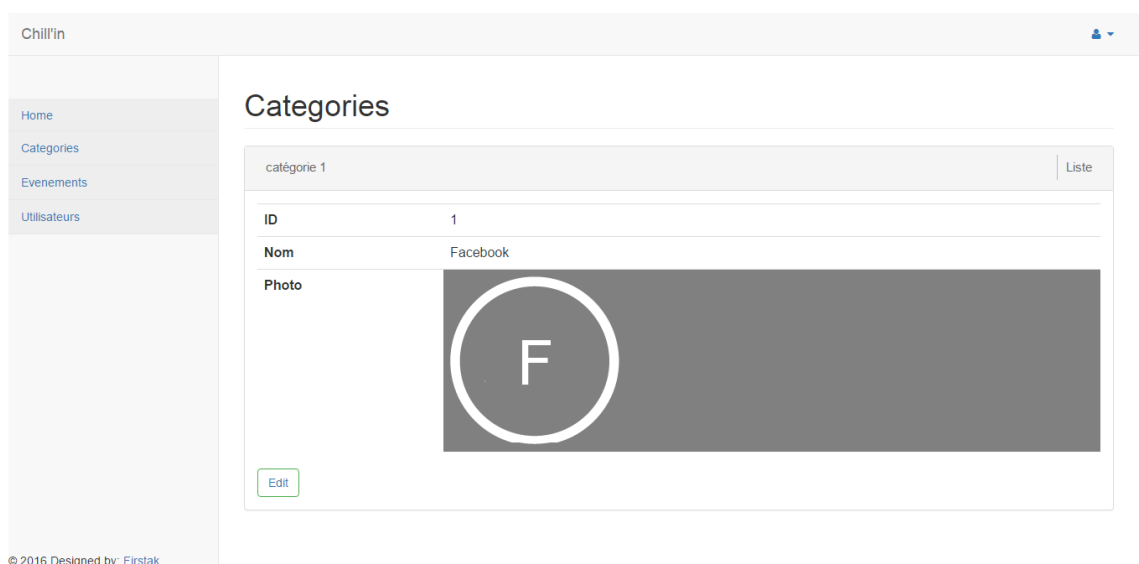 Chill'in
Home
Categories
Evenements
Utilisateurs
Categories
catégorie 1 Liste
ID 1
Nom Facebook
Photo
F
Edit
© 2016 Designed by: Eirstak